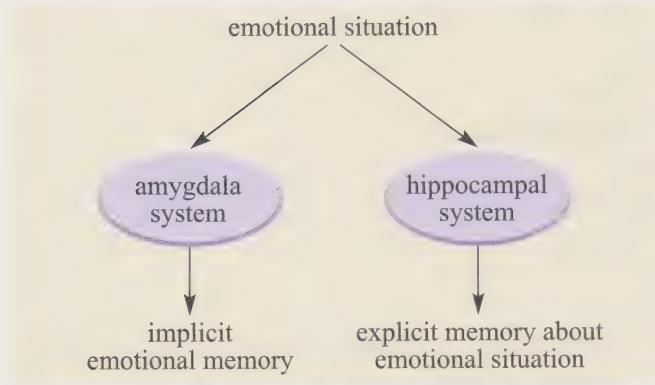 emotional situation
amygdala
system
hippocampal
system
implicit
emotional memory
explicit memory about
emotional situation